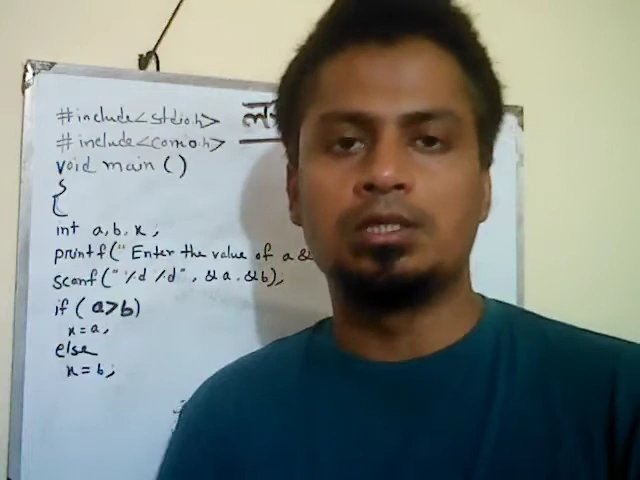 #include<stdio.h>
#include<conio.h>
void main ()
{
int a, b, x ;
printf(" Enter the value of a &
scanf(" %d %d", &a, &b);
if ( a>b)
x = a,
else
x = b ;